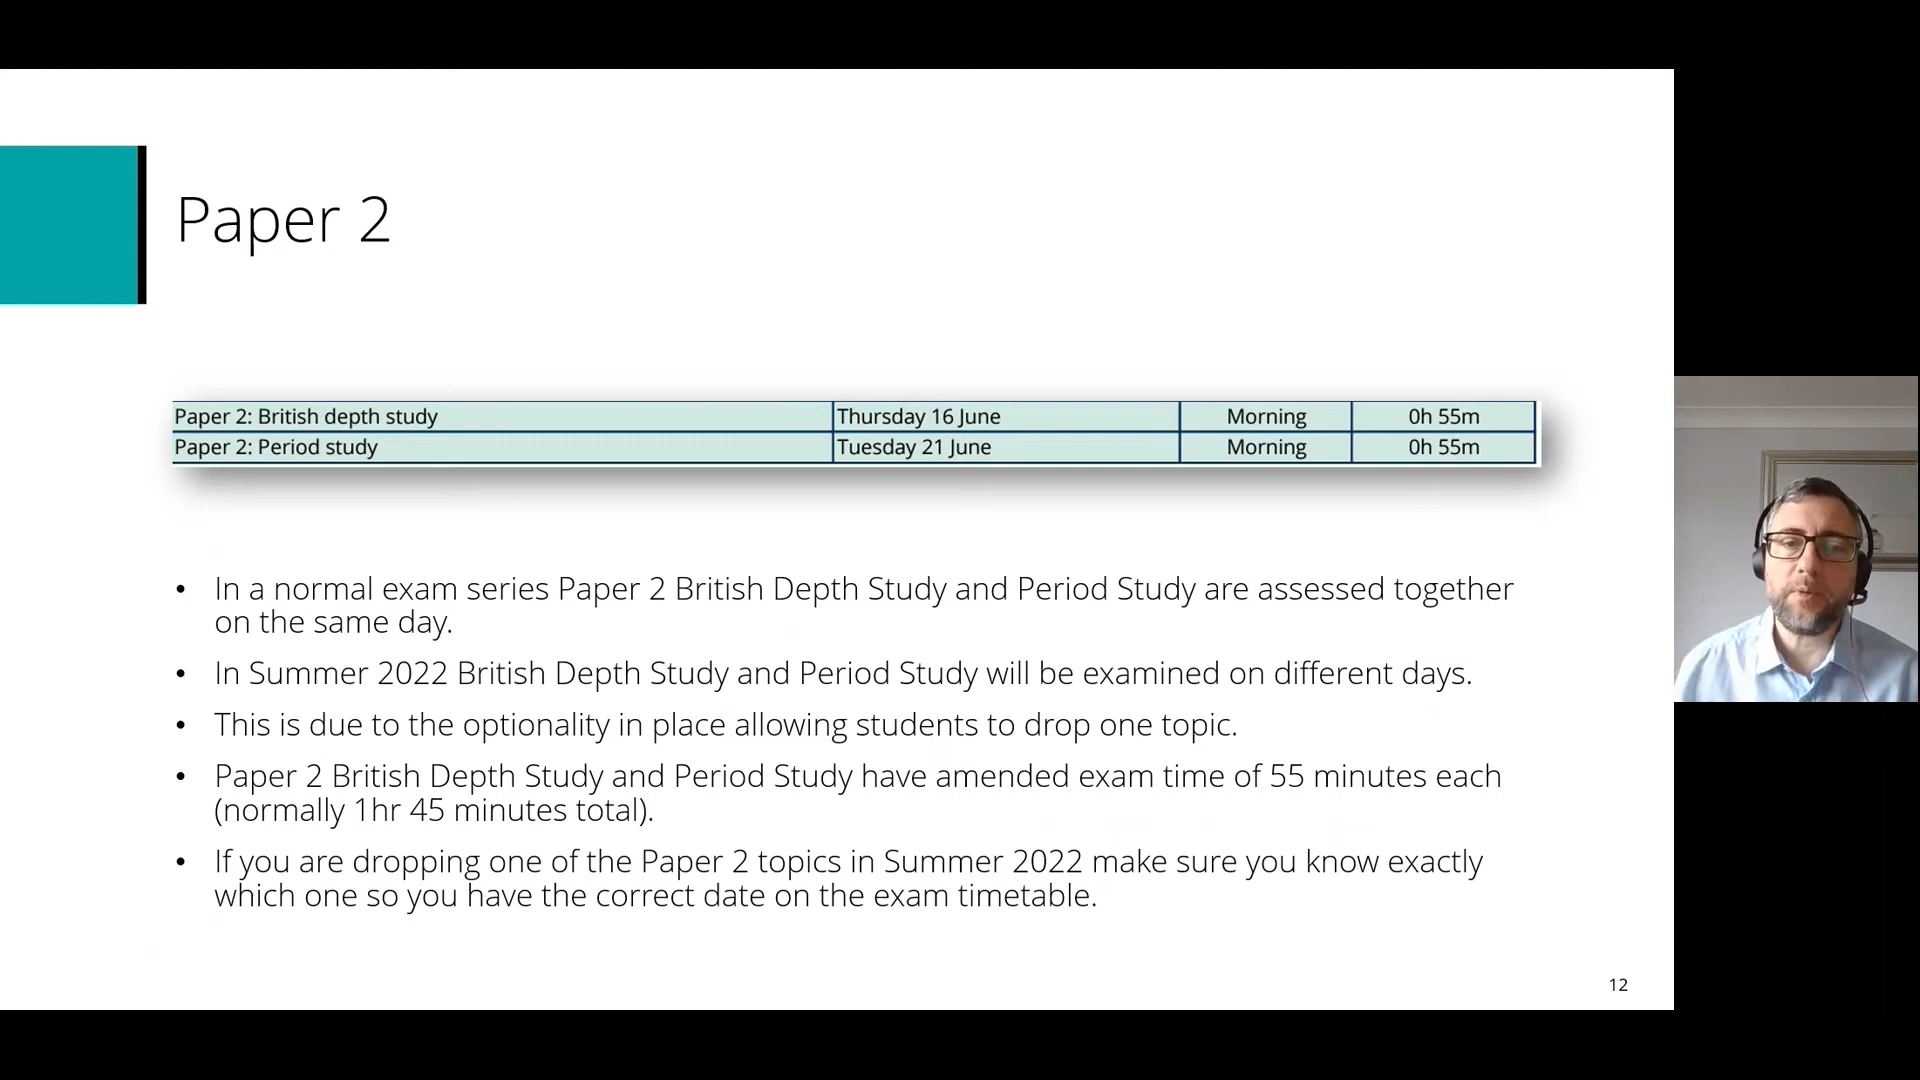 Paper 2
Paper 2: British depth study Thursday 16 June Morning 0h 55m
Paper 2: Period study Tuesday 21 June Morning 0h 55m
• In a normal exam series Paper 2 British Depth Study and Period Study are assessed together
on the same day.
• In Summer 2022 British Depth Study and Period Study will be examined on different days.
• This is due to the optionality in place allowing students to drop one topic.
• Paper 2 British Depth Study and Period Study have amended exam time of 55 minutes each
(normally 1hr 45 minutes total).
• If you are dropping one of the Paper 2 topics in Summer 2022 make sure you know exactly
which one so you have the correct date on the exam timetable.
12